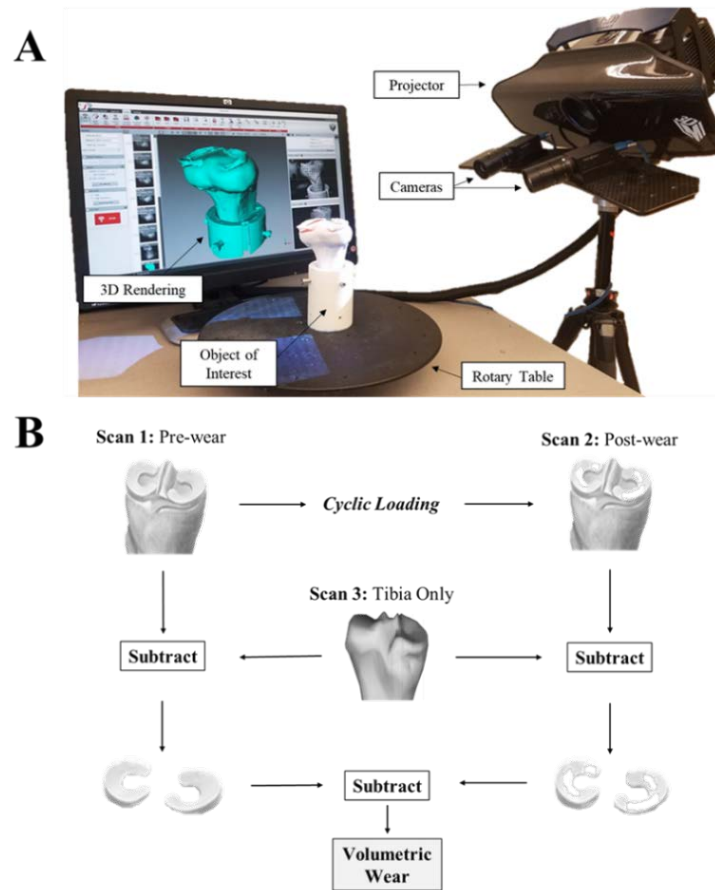 A
Projector
Cameras
3D Rendering
Object of
Interest
Rotary Table
B
Scan 1: Pre-wear
Scan 2: Post-wear
Cyclic Loading
Scan 3: Tibia Only
Subtract
Subtract
Subtract
Volumetric
Wear